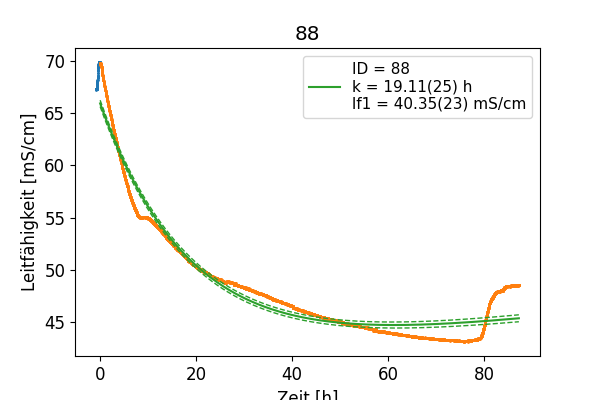 88
ID = 88
k = 19.11(25) h
lf1 = 40.35(23) mS/cm
Leitfähigkeit [mS/cm]
70
65
60
55
50
45
0 20 40 60 80
Zeit [h]